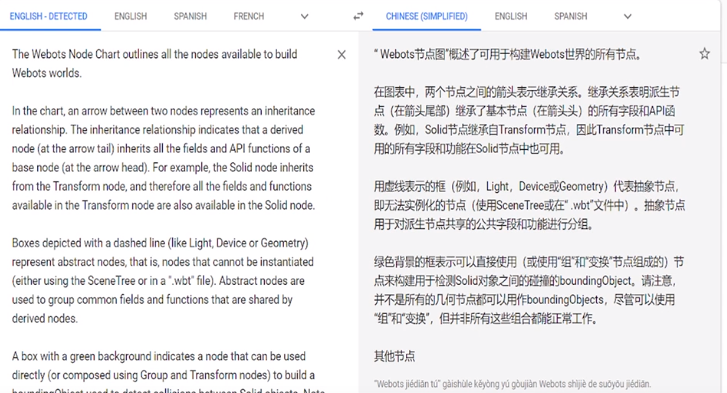 ENGLISH - DETECTED ENGLISH SPANISH FRENCH CHINESE (SIMPLIFIED) ENGLISH SPANISH
The Webots Node Chart outlines all the nodes available to build
Webots worlds.
In the chart, an arrow between two nodes represents an inheritance
relationship. The inheritance relationship indicates that a derived
node (at the arrow tail) inherits all the fields and API functions of a
base node (at the arrow head). For example, the Solid node inherits
from the Transform node, and therefore all the fields and functions
available in the Transform node are also available in the Solid node.
Boxes depicted with a dashed line (like Light, Device or Geometry)
represent abstract nodes, that is, nodes that cannot be instantiated
(either using the SceneTree or in a ".wbt" file). Abstract nodes are
used to group common fields and functions that are shared by
derived nodes.
A box with a green background indicates a node that can be used
directly (or composed using Group and Transform nodes) to build a
boundingObject used to detect collisions between Solid objects. Note
“ Webots节点图”概述了可用于构建Webots世界的所有节点。
在图表中，两个节点之间的箭头表示继承关系。继承关系表明派生节
点（在箭头尾部）继承了基本节点（在箭头头）的所有字段和API函
数。例如，Solid节点继承自Transform节点，因此Transform节点中可
用的所有字段和功能在Solid节点中也可用。
用虚线表示的框（例如，Light，Device或Geometry）代表抽象节点，
即无法实例化的节点（使用SceneTree或在“ .wbt”文件中）。抽象节点
用于对派生节点共享的公共字段和功能进行分组。
绿色背景的框表示可以直接使用（或使用“组”和“变换”节点组成的）节
点来构建用于检测Solid对象之间的碰撞的boundingObject。请注意，
并不是所有的几何节点都可以用作boundingObjects，尽管可以使用
“组”和“变换”，但并非所有这些组合都能正常工作。
其他节点
“Webots jiédiǎn tú” gàishùle kěyòng yú gòujiàn Webots shìjiè de suǒyǒu jiédiǎn.